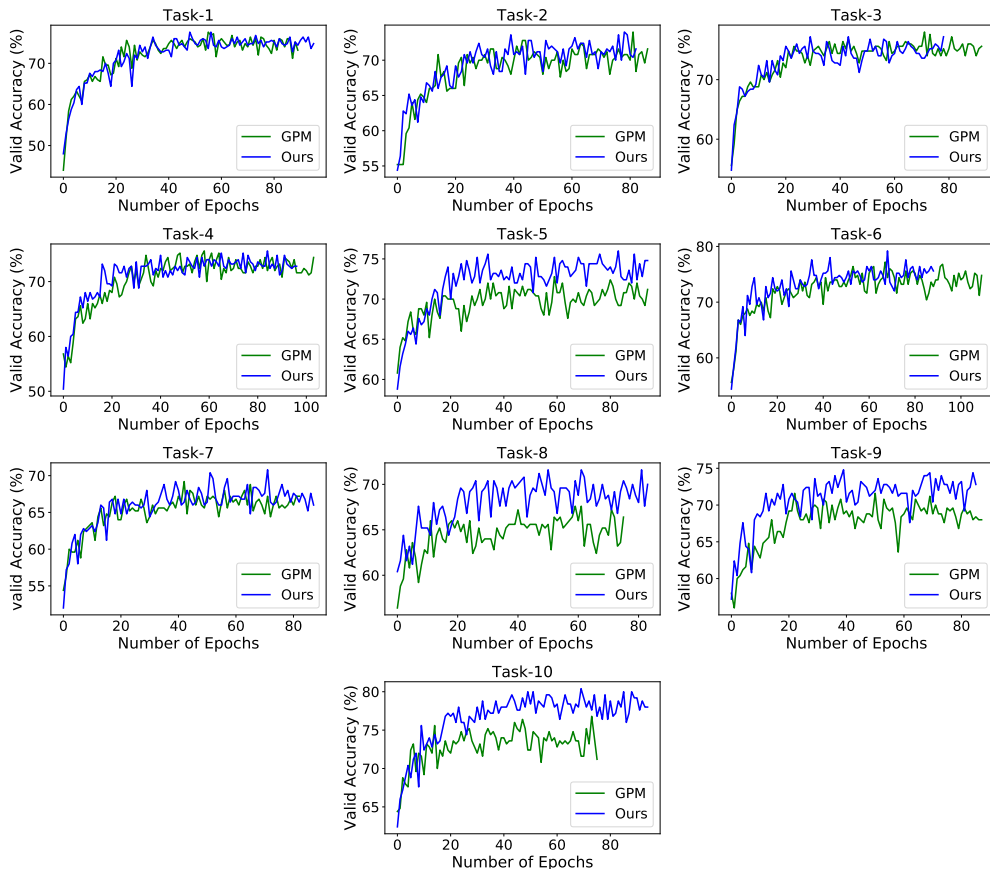 Task-1
Valid Accuracy (%)
70
60
50
GPM
Ours
0 20 40 60 80
Number of Epochs
Task-2
Valid Accuracy (%)
70
65
60
55
GPM
Ours
0 20 40 60 80
Number of Epochs
Task-3
Valid Accuracy (%)
70
60
GPM
Ours
0 20 40 60 80
Number of Epochs
Task-4
Valid Accuracy (%)
70
60
50
GPM
Ours
0 20 40 60 80 100
Number of Epochs
Task-5
Valid Accuracy (%)
75
70
65
60
GPM
Ours
0 20 40 60 80
Number of Epochs
Task-6
Valid Accuracy (%)
80
70
60
GPM
Ours
0 20 40 60 80 100
Number of Epochs
Task-7
valid Accuracy (%)
70
65
60
55
GPM
Ours
0 20 40 60 80
Number of Epochs
Task-8
Valid Accuracy (%)
70
65
60
GPM
Ours
0 20 40 60 80
Number of Epochs
Task-9
Valid Accuracy (%)
75
70
65
60
GPM
Ours
0 20 40 60 80
Number of Epochs
Task-10
Valid Accuracy (%)
80
75
70
65
GPM
Ours
0 20 40 60 80
Number of Epochs